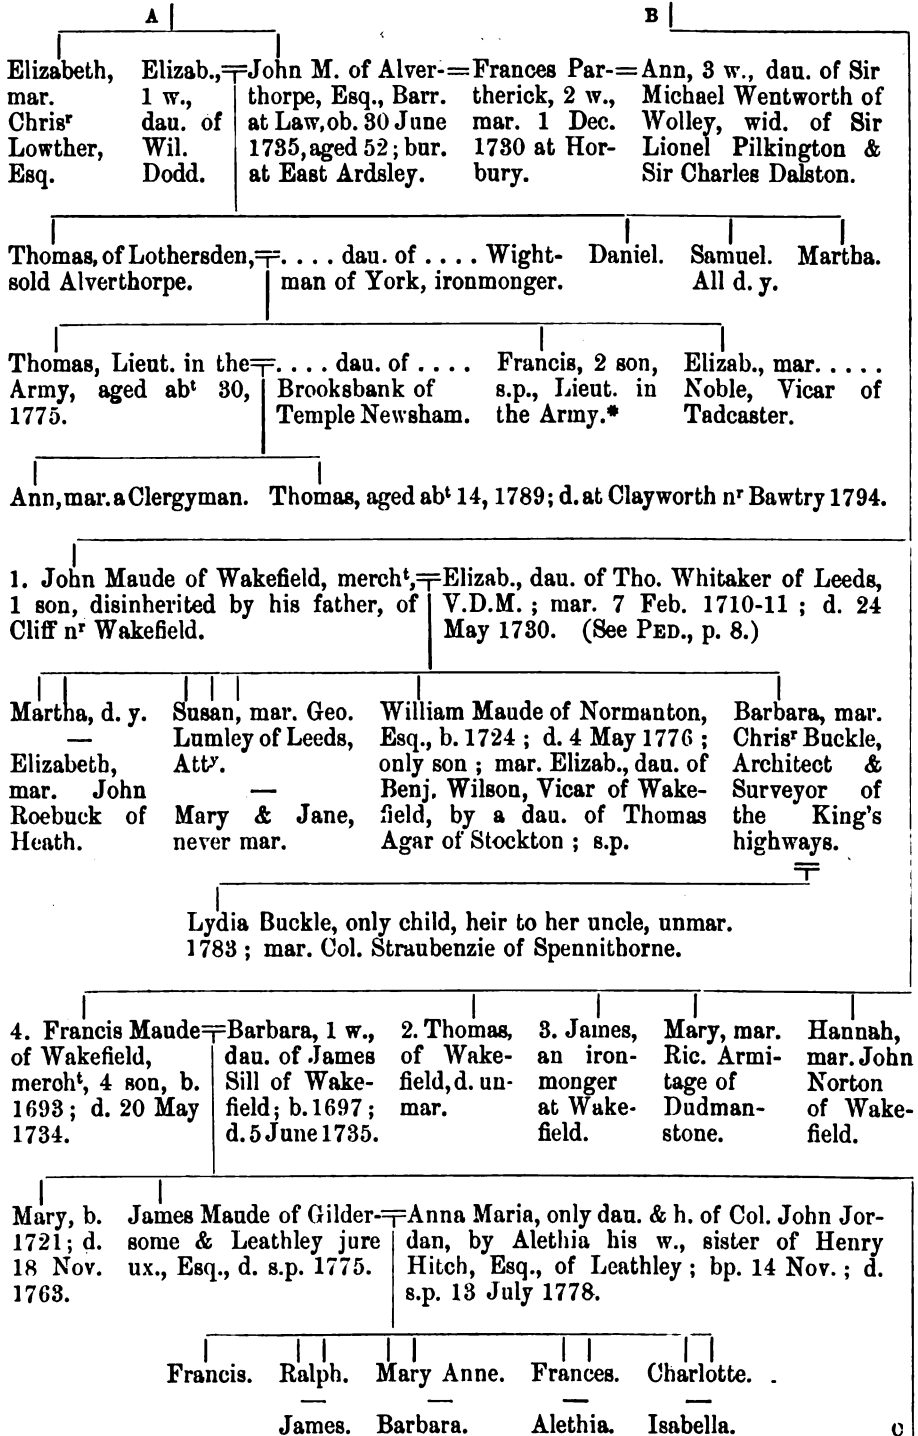 A B
Elizabeth, mar. Chrisr Lowther, Esq.
Elizab., 1 w., dau. of Wil. Dodd.
John M. of Alver-
thorpe, Esq., Barr.
at Law, ob. 30 June
1735, aged 52; bur.
at East Ardsley.
Frances Par-
therick, 2 w.,
mar. 1 Dec.
1730 at Hor-
bury.
Ann, 3 w., dau. of Sir
Michael Wentworth of
Wolley, wid. of Sir
Lionel Pilkington &
Sir Charles Dalston.
Thomas, of Lothersden,
sold Alverthorpe.
. . . . dau. of . . . . Wight-
man of York, ironmonger.
Daniel.
Samuel.
Martha.
All d. y.
Thomas, Lieut. in the
Army, aged abt 30,
1775.
. . . . dau. of . . . .
Brooksbank of
Temple Newsham.
Francis, 2 son,
s.p., Lieut. in
the Army.*
Elizab., mar. . . . .
Noble, Vicar of
Tadcaster.
Ann, mar. a Clergyman.
Thomas, aged abt 14, 1789; d. at Clayworth nr Bawtry 1794.
1. John Maude of Wakefield, mercht,
1 son, disinherited by his father, of
Cliff nr Wakefield.
Elizab., dau. of Tho. Whitaker of Leeds,
V.D.M. ; mar. 7 Feb. 1710-11 ; d. 24
May 1730. (See PED., p. 8.)
Martha, d. y.
—
Elizabeth,
mar. John
Roebuck of
Heath.
Susan, mar. Geo.
Lumley of Leeds,
Atty.
—
Mary & Jane,
never mar.
William Maude of Normanton,
Esq., b. 1724 ; d. 4 May 1776 ;
only son ; mar. Elizab., dau. of
Benj. Wilson, Vicar of Wake-
field, by a dau. of Thomas
Agar of Stockton ; s.p.
Barbara, mar.
Chrisr Buckle,
Architect &
Surveyor of
the King's
highways.
Lydia Buckle, only child, heir to her uncle, unmar.
1783 ; mar. Col. Straubenzie of Spennithorne.
4. Francis Maude
of Wakefield,
mercht, 4 son, b.
1693 ; d. 20 May
1734.
Barbara, 1 w.,
dau. of James
Sill of Wake-
field; b. 1697 ;
d. 5 June 1735.
2. Thomas,
of Wake-
field, d. un-
mar.
3. James,
an iron-
monger
at Wake-
field.
Mary, mar.
Ric. Armi-
tage of
Dudman-
stone.
Hannah,
mar. John
Norton
of Wake-
field.
Mary, b.
1721; d.
18 Nov.
1763.
James Maude of Gilder-
some & Leathley jure
ux., Esq., d. s.p. 1775.
Anna Maria, only dau. & h. of Col. John Jor-
dan, by Alethia his w., sister of Henry
Hitch, Esq., of Leathley ; bp. 14 Nov. ; d.
s.p. 13 July 1778.
Francis.
Ralph.
—
James.
Mary Anne.
—
Barbara.
Frances.
—
Alethia.
Charlotte.
—
Isabella.
C